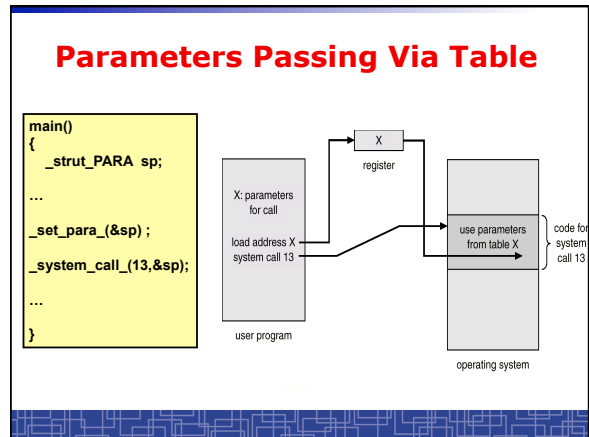 Parameters Passing Via Table
main()
{
_strut_PARA sp;
...
_set_para_(&sp) ;
_system_call_(13,&sp);
...
}
X
register
X: parameters
for call
load address X
system call 13
user program
use parameters
from table X
code for
system
call 13
operating system